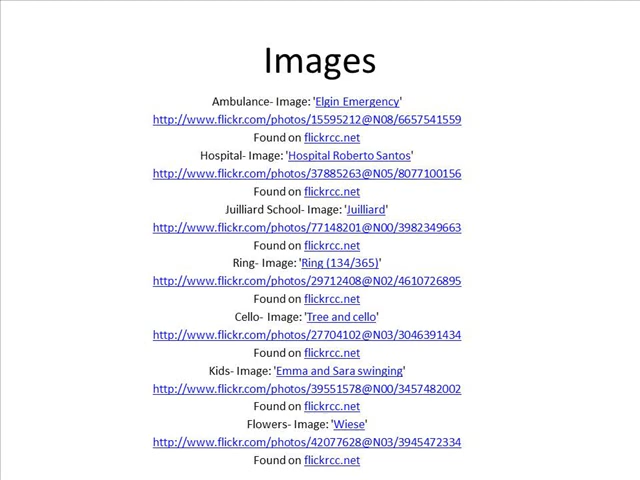 Images
Ambulance- Image: 'Elgin Emergency'
http://www.flickr.com/photos/15595212@N08/6657541559
Found on flickrcc.net
Hospital- Image: 'Hospital Roberto Santos'
http://www.flickr.com/photos/37885263@N05/8077100156
Found on flickrcc.net
Juilliard School- Image: 'Juilliard'
http://www.flickr.com/photos/77148201@N00/3982349663
Found on flickrcc.net
Ring- Image: 'Ring (134/365)'
http://www.flickr.com/photos/29712408@N02/4610726895
Found on flickrcc.net
Cello- Image: 'Tree and cello'
http://www.flickr.com/photos/27704102@N03/3046391434
Found on flickrcc.net
Kids- Image: 'Emma and Sara swinging'
http://www.flickr.com/photos/39551578@N00/3457482002
Found on flickrcc.net
Flowers- Image: 'Wiese'
http://www.flickr.com/photos/42077628@N03/3945472334
Found on flickrcc.net